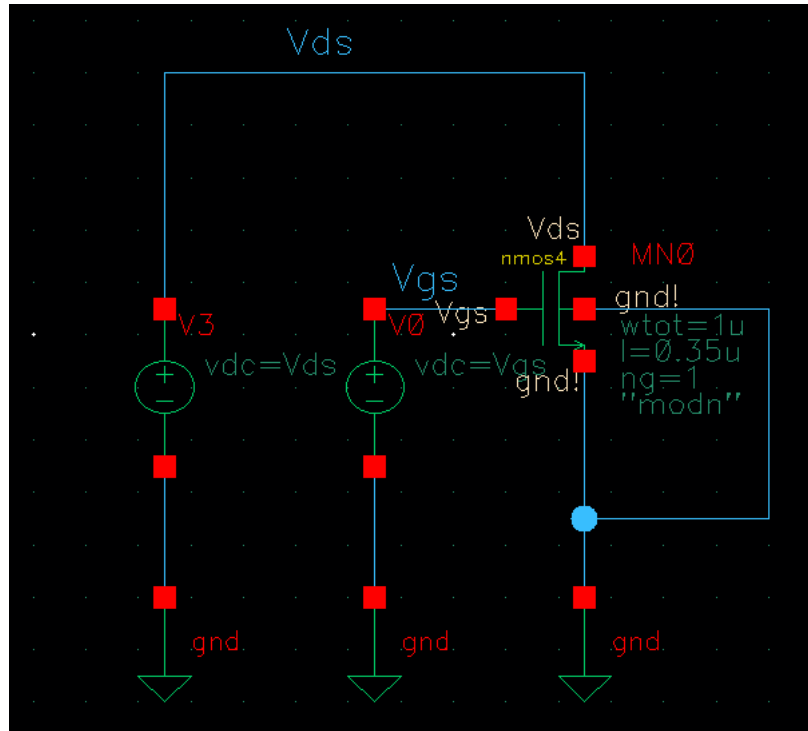 Vds
Vds
nmos4
MN0
Vgs
gnd!
V3
V0
Vgs
wtot=1u
vdc=Vds
vdc=Vgs
l=0.35u
gnd!
ng=1
"modn"
gnd
gnd
gnd